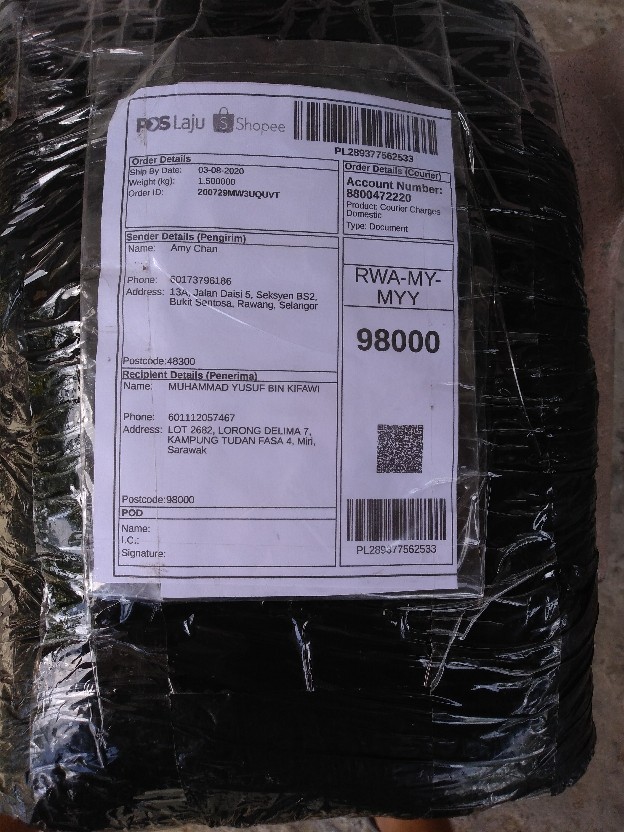 POS Laju Shopee
PL289377562533
Order Details
Ship By Date: 03-08-2020
Weight (kg): 1.500000
Order ID: 200729MW3UQUVT
Order Details (Courier)
Account Number:
8800472220
Product: Courier Charges
Domestic
Type: Document
Sender Details (Pengirim)
Name: Amy Chan
Phone: 60173796186
Address: 13A, Jalan Daisi 5, Seksyen BS2,
Bukit Sentosa, Rawang, Selangor
Postcode:48300
RWA-MY-
MYY
98000
Recipient Details (Penerima)
Name: MUHAMMAD YUSUF BIN KIFAWI
Phone: 601112057467
Address: LOT 2682, LORONG DELIMA 7,
KAMPUNG TUDAN FASA 4, Miri,
Sarawak
Postcode:98000
POD
Name:
I.C.:
Signature:
PL289377562533